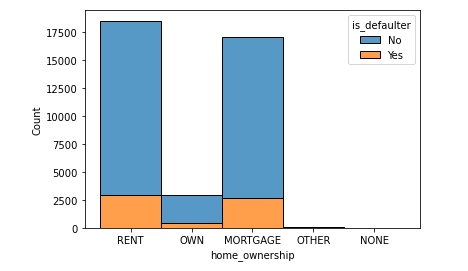 is_defaulter
No
Yes
17500
15000
12500
10000
7500
5000
2500
0
Count
RENT OWN MORTGAGE OTHER NONE
home_ownership